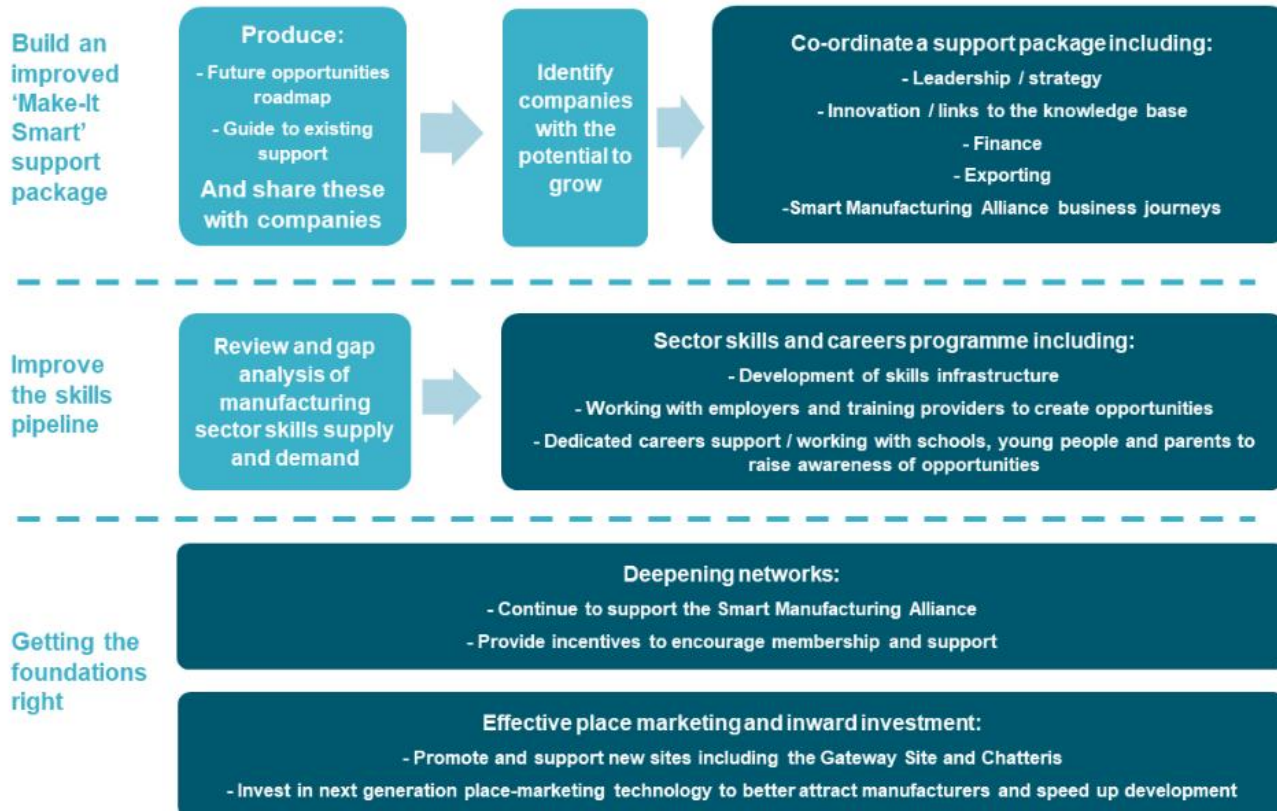 Build an
improved
‘Make-It
Smart’
support
package
Produce:
- Future opportunities
roadmap
- Guide to existing
support
And share these
with companies
Identify
companies
with the
potential to
grow
Co-ordinate a support package including:
- Leadership / strategy
- Innovation / links to the knowledge base
- Finance
- Exporting
-Smart Manufacturing Alliance business journeys
Improve
the skills
pipeline
Review and gap
analysis of
manufacturing
sector skills supply
and demand
Sector skills and careers programme including:
- Development of skills infrastructure
- Working with employers and training providers to create opportunities
- Dedicated careers support / working with schools, young people and parents to
raise awareness of opportunities
Getting the
foundations
right
Deepening networks:
- Continue to support the Smart Manufacturing Alliance
- Provide incentives to encourage membership and support
Effective place marketing and inward investment:
- Promote and support new sites including the Gateway Site and Chatteris
- Invest in next generation place-marketing technology to better attract manufacturers and speed up development